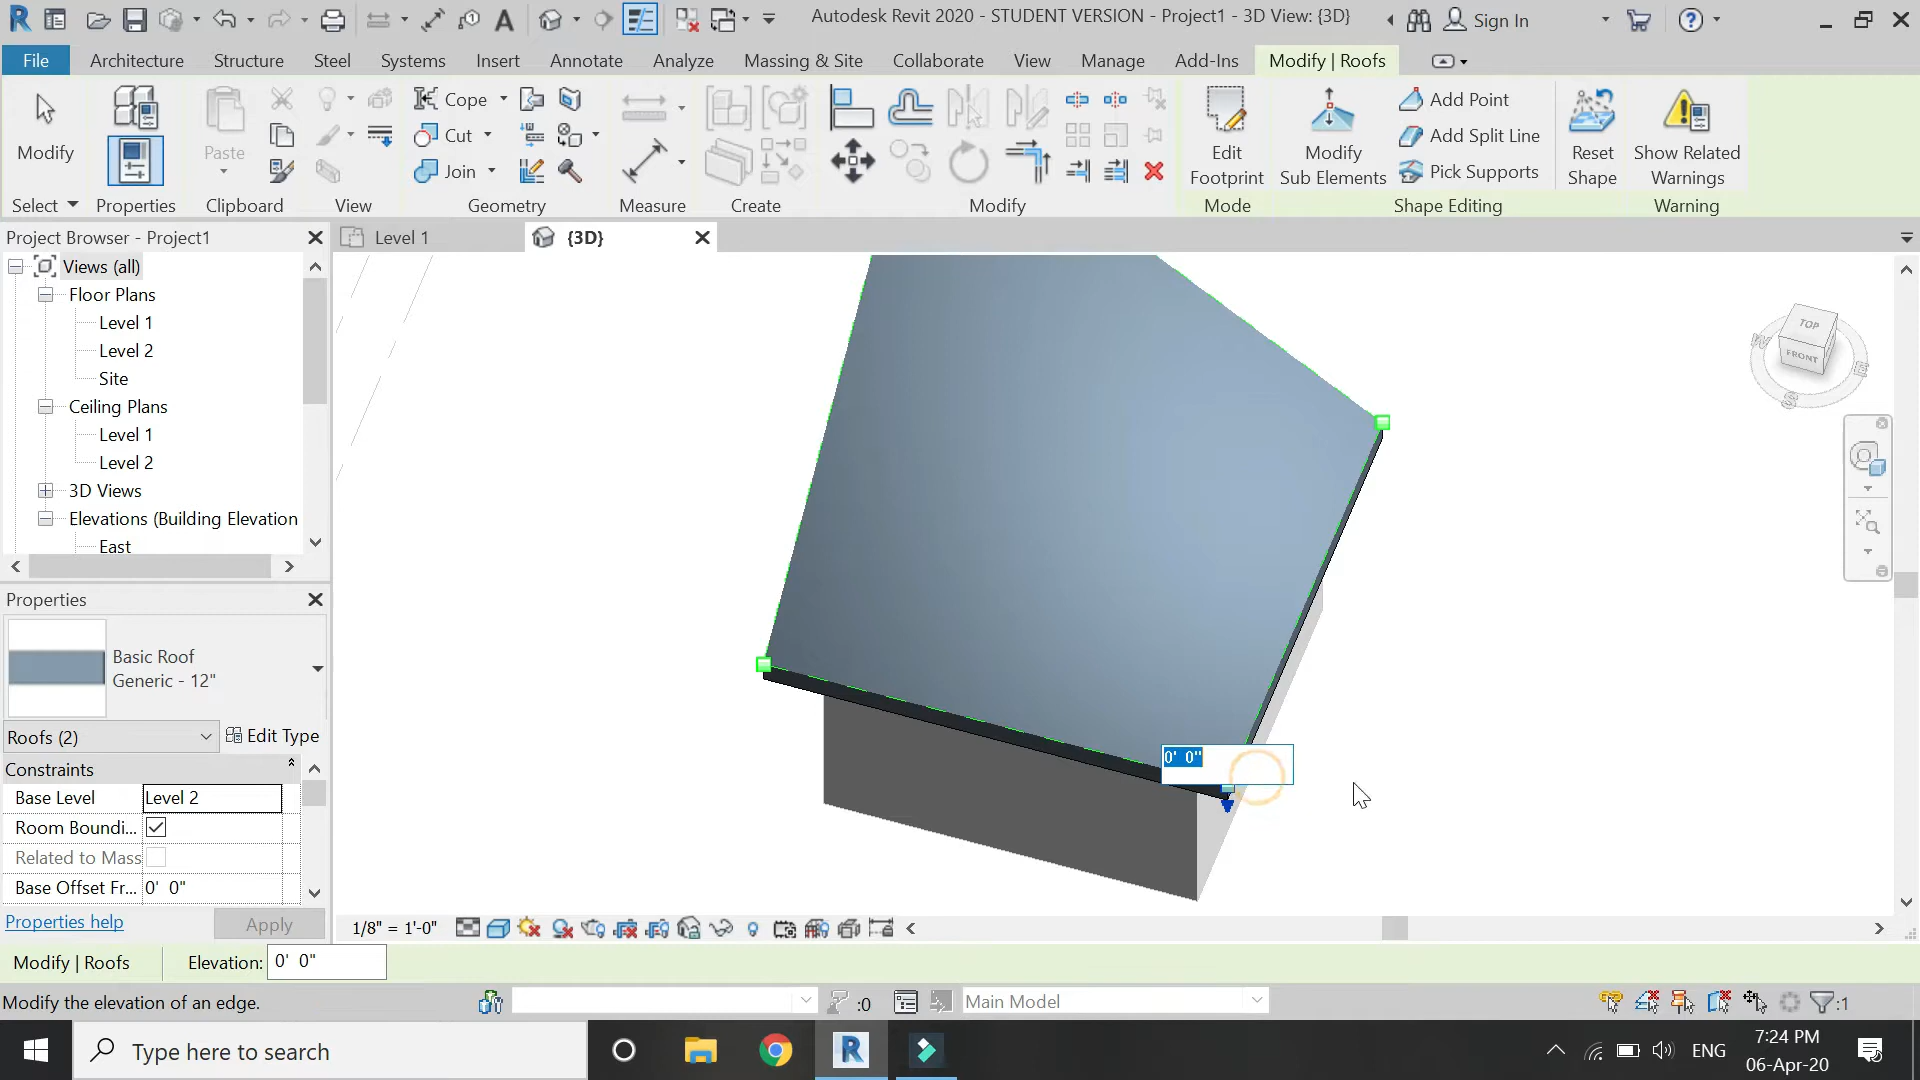 Autodesk Revit 2020 - STUDENT VERSION - Project1 - 3D View: {3D}
Sign In
File Architecture Structure Steel Systems Insert Annotate Analyze Massing & Site Collaborate View Manage Add-Ins Modify | Roofs
Modify
Select
Properties
Paste
Clipboard
View
Cope
Cut
Join
Geometry
Measure
Create
Modify
Edit
Footprint
Mode
Modify
Sub Elements
Add Point
Add Split Line
Pick Supports
Shape Editing
Reset
Shape
Show Related
Warnings
Warning
Project Browser - Project1
Level 1
{3D}
Views (all)
Floor Plans
Level 1
Level 2
Site
Ceiling Plans
Level 1
Level 2
3D Views
Elevations (Building Elevation
East
TOP
FRONT
W
S
E
Properties
Basic Roof
Generic - 12"
Roofs (2)
Edit Type
Constraints
Base Level Level 2
Room Boundi...
Related to Mass
Base Offset Fr... 0' 0"
Properties help
Apply
0' 0"
1/8" = 1'-0"
Modify | Roofs
Elevation: 0' 0"
Modify the elevation of an edge.
:0
Main Model
:1
Type here to search
ENG
7:24 PM
06-Apr-20